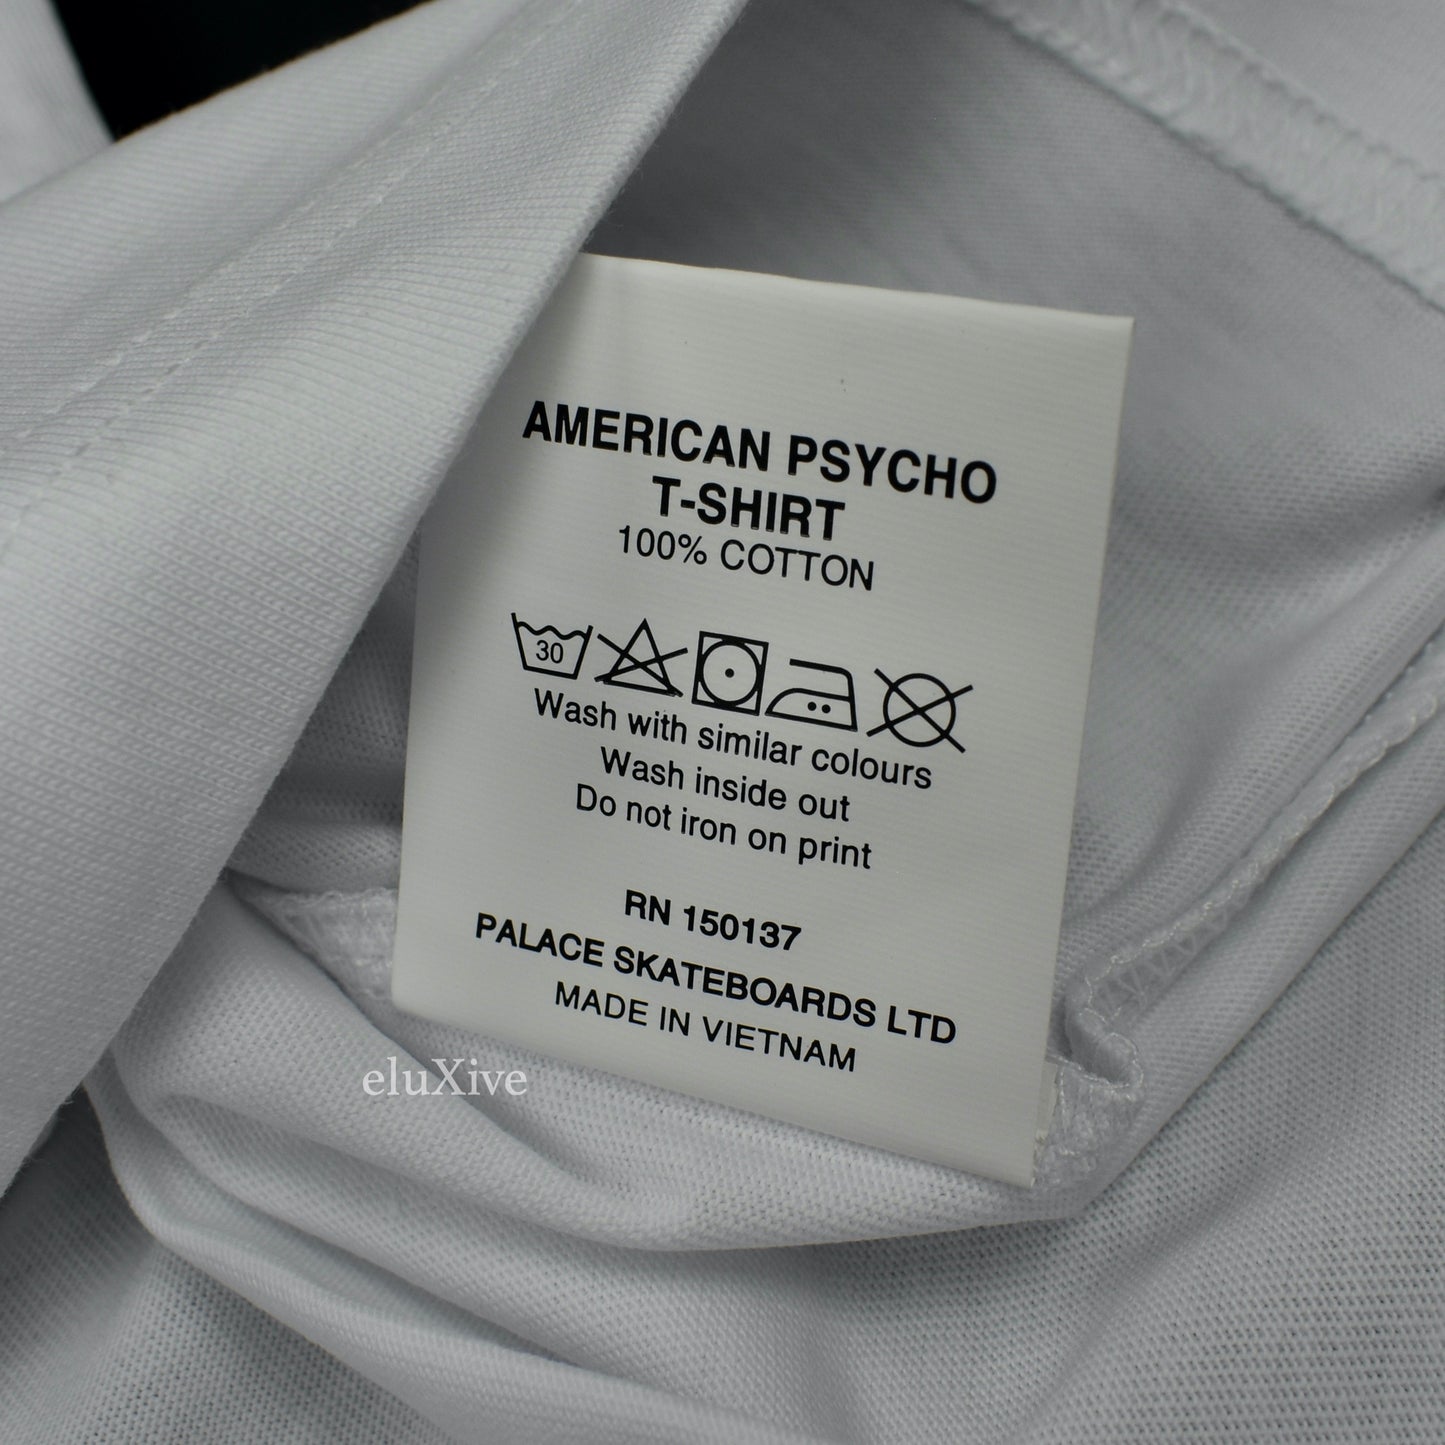 AMERICAN PSYCHO
T-SHIRT
100% COTTON
30
Wash with similar colours
Wash inside out
Do not iron on print
RN 150137
PALACE SKATEBOARDS LTD
MADE IN VIETNAM
eluXive